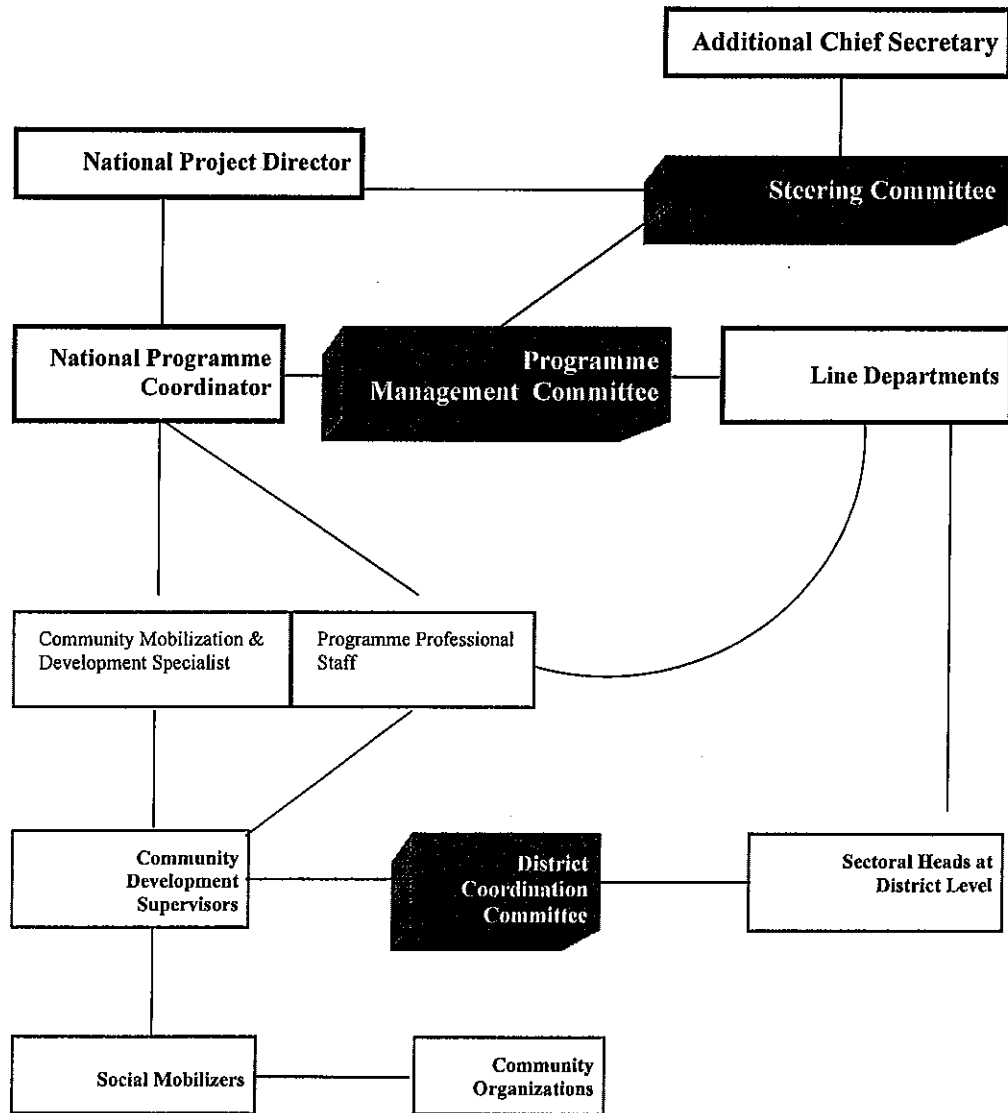 Additional Chief Secretary
National Project Director
Steering Committee
National Programme
Coordinator
Programme
Management Committee
Line Departments
Community Mobilization &
Development Specialist
Programme Professional
Staff
Community
Development
Supervisors
District
Coordination
Committee
Sectoral Heads at
District Level
Social Mobilizers
Community
Organizations